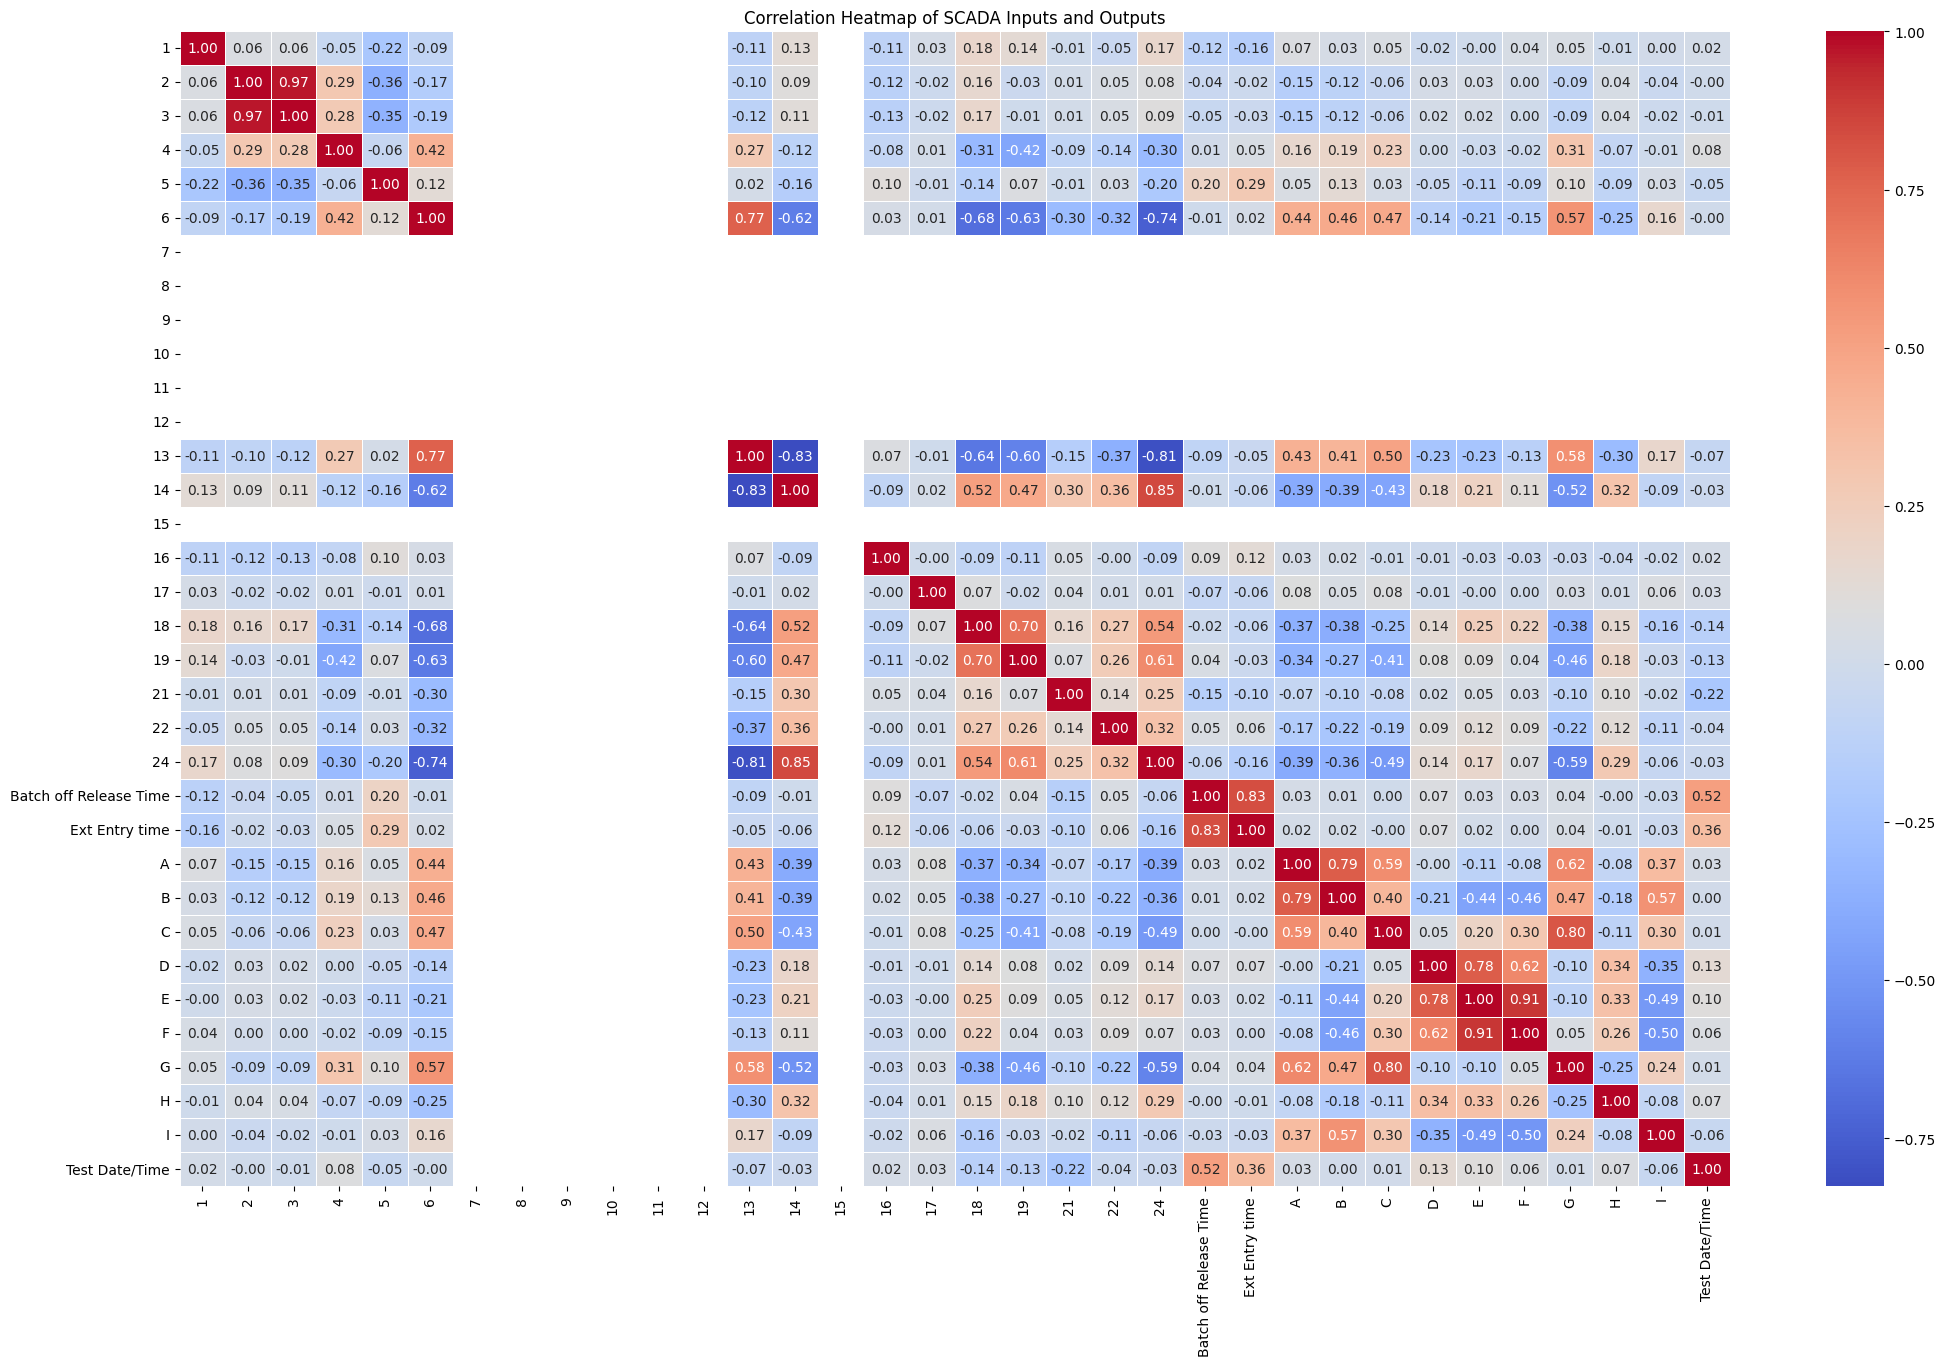 Correlation Heatmap of SCADA Inputs and Outputs
1 1.00 0.06 0.06 -0.05 -0.22 -0.09 -0.11 0.13 -0.11 0.03 0.18 0.14 -0.01 -0.05 0.17 -0.12 -0.16 0.07 0.03 0.05 -0.02 -0.00 0.04 0.05 -0.01 0.00 0.02
2 0.06 1.00 0.97 0.29 -0.36 -0.17 -0.10 0.09 -0.12 -0.02 0.16 -0.03 0.01 0.05 0.08 -0.04 -0.02 -0.15 -0.12 -0.06 0.03 0.03 0.00 -0.09 0.04 -0.04 -0.00
3 0.06 0.97 1.00 0.28 -0.35 -0.19 -0.12 0.11 -0.13 -0.02 0.17 -0.01 0.01 0.05 0.09 -0.05 -0.03 -0.15 -0.12 -0.06 0.02 0.02 0.00 -0.09 0.04 -0.02 -0.01
4 -0.05 0.29 0.28 1.00 -0.06 0.42 0.27 -0.12 -0.08 0.01 -0.31 -0.42 -0.09 -0.14 -0.30 0.01 0.05 0.16 0.19 0.23 0.00 -0.03 -0.02 0.31 -0.07 -0.01 0.08
5 -0.22 -0.36 -0.35 -0.06 1.00 0.12 0.02 -0.16 0.10 -0.01 -0.14 0.07 -0.01 0.03 -0.20 0.20 0.29 0.05 0.13 0.03 -0.05 -0.11 -0.09 0.10 -0.09 0.03 -0.05
6 -0.09 -0.17 -0.19 0.42 0.12 1.00 0.77 -0.62 0.03 0.01 -0.68 -0.63 -0.30 -0.32 -0.74 -0.01 0.02 0.44 0.46 0.47 -0.14 -0.21 -0.15 0.57 -0.25 0.16 -0.00
7
8
9
10
11
12
13 -0.11 -0.10 -0.12 0.27 0.02 0.77 1.00 -0.83 0.07 -0.01 -0.64 -0.60 -0.15 -0.37 -0.81 -0.09 -0.05 0.43 0.41 0.50 -0.23 -0.23 -0.13 0.58 -0.30 0.17 -0.07
14 0.13 0.09 0.11 -0.12 -0.16 -0.62 -0.83 1.00 -0.09 0.02 0.52 0.47 0.30 0.36 0.85 -0.01 -0.06 -0.39 -0.39 -0.43 0.18 0.21 0.11 -0.52 0.32 -0.09 -0.03
15
16 -0.11 -0.12 -0.13 -0.08 0.10 0.03 0.07 -0.09 1.00 -0.00 -0.09 -0.11 0.05 -0.00 -0.09 0.09 0.12 0.03 0.02 -0.01 -0.01 -0.03 -0.03 -0.03 -0.04 -0.02 0.02
17 0.03 -0.02 -0.02 0.01 -0.01 0.01 -0.01 0.02 -0.00 1.00 0.07 -0.02 0.04 0.01 0.01 -0.07 -0.06 0.08 0.05 0.08 -0.01 -0.00 0.00 0.03 0.01 0.06 0.03
18 0.18 0.16 0.17 -0.31 -0.14 -0.68 -0.64 0.52 -0.09 0.07 1.00 0.70 0.16 0.27 0.54 -0.02 -0.06 -0.37 -0.38 -0.25 0.14 0.25 0.22 -0.38 0.15 -0.16 -0.14
19 0.14 -0.03 -0.01 -0.42 0.07 -0.63 -0.60 0.47 -0.11 -0.02 0.70 1.00 0.07 0.26 0.61 0.04 -0.03 -0.34 -0.27 -0.41 0.08 0.09 0.04 -0.46 0.18 -0.03 -0.13
21 -0.01 0.01 0.01 -0.09 -0.01 -0.30 -0.15 0.30 0.05 0.04 0.16 0.07 1.00 0.14 0.25 -0.15 -0.10 -0.07 -0.10 -0.08 0.02 0.05 0.03 -0.10 0.10 -0.02 -0.22
22 -0.05 0.05 0.05 -0.14 0.03 -0.32 -0.37 0.36 -0.00 0.01 0.27 0.26 0.14 1.00 0.32 0.05 0.06 -0.17 -0.22 -0.19 0.09 0.12 0.09 -0.22 0.12 -0.11 -0.04
24 0.17 0.08 0.09 -0.30 -0.20 -0.74 -0.81 0.85 -0.09 0.01 0.54 0.61 0.25 0.32 1.00 -0.06 -0.16 -0.39 -0.36 -0.49 0.14 0.17 0.07 -0.59 0.29 -0.06 -0.03
Batch off Release Time -0.12 -0.04 -0.05 0.01 0.20 -0.01 -0.09 -0.01 0.09 -0.07 -0.02 0.04 -0.15 0.05 -0.06 1.00 0.83 0.03 0.01 0.00 0.07 0.03 0.03 0.04 -0.00 -0.03 0.52
Ext Entry time -0.16 -0.02 -0.03 0.05 0.29 0.02 -0.05 -0.06 0.12 -0.06 -0.06 -0.03 -0.10 0.06 -0.16 0.83 1.00 0.02 0.02 -0.00 0.07 0.02 0.00 0.04 -0.01 -0.03 0.36
A 0.07 -0.15 -0.15 0.16 0.05 0.44 0.43 -0.39 0.03 0.08 -0.37 -0.34 -0.07 -0.17 -0.39 0.03 0.02 1.00 0.79 0.59 -0.00 -0.11 -0.08 0.62 -0.08 0.37 0.03
B 0.03 -0.12 -0.12 0.19 0.13 0.46 0.41 -0.39 0.02 0.05 -0.38 -0.27 -0.10 -0.22 -0.36 0.01 0.02 0.79 1.00 0.40 -0.21 -0.44 -0.46 0.47 -0.18 0.57 0.00
C 0.05 -0.06 -0.06 0.23 0.03 0.47 0.50 -0.43 -0.01 0.08 -0.25 -0.41 -0.08 -0.19 -0.49 0.00 -0.00 0.59 0.40 1.00 0.05 0.20 0.30 0.80 -0.11 0.30 0.01
D -0.02 0.03 0.02 0.00 -0.05 -0.14 -0.23 0.18 -0.01 -0.01 0.14 0.08 0.02 0.09 0.14 0.07 0.07 -0.00 -0.21 0.05 1.00 0.78 0.62 -0.10 0.34 -0.35 0.13
E -0.00 0.03 0.02 -0.03 -0.11 -0.21 -0.23 0.21 -0.03 -0.00 0.25 0.09 0.05 0.12 0.17 0.03 0.02 -0.11 -0.44 0.20 0.78 1.00 0.91 -0.10 0.33 -0.49 0.10
F 0.04 0.00 0.00 -0.02 -0.09 -0.15 -0.13 0.11 -0.03 0.00 0.22 0.04 0.03 0.09 0.07 0.03 0.00 -0.08 -0.46 0.30 0.62 0.91 1.00 0.05 0.26 -0.50 0.06
G 0.05 -0.09 -0.09 0.31 0.10 0.57 0.58 -0.52 -0.03 0.03 -0.38 -0.46 -0.10 -0.22 -0.59 0.04 0.04 0.62 0.47 0.80 -0.10 -0.10 0.05 1.00 -0.25 0.24 0.01
H -0.01 0.04 0.04 -0.07 -0.09 -0.25 -0.30 0.32 -0.04 0.01 0.15 0.18 0.10 0.12 0.29 -0.00 -0.01 -0.08 -0.18 -0.11 0.34 0.33 0.26 -0.25 1.00 -0.08 0.07
I 0.00 -0.04 -0.02 -0.01 0.03 0.16 0.17 -0.09 -0.02 0.06 -0.16 -0.03 -0.02 -0.11 -0.06 -0.03 -0.03 0.37 0.57 0.30 -0.35 -0.49 -0.50 0.24 -0.08 1.00 -0.06
Test Date/Time 0.02 -0.00 -0.01 0.08 -0.05 -0.00 -0.07 -0.03 0.02 0.03 -0.14 -0.13 -0.22 -0.04 -0.03 0.52 0.36 0.03 0.00 0.01 0.13 0.10 0.06 0.01 0.07 -0.06 1.00
1 2 3 4 5 6 7 8 9 10 11 12 13 14 15 16 17 18 19 21 22 24 Batch off Release Time Ext Entry time A B C D E F G H I Test Date/Time
1.00
0.75
0.50
0.25
0.00
−0.25
−0.50
−0.75